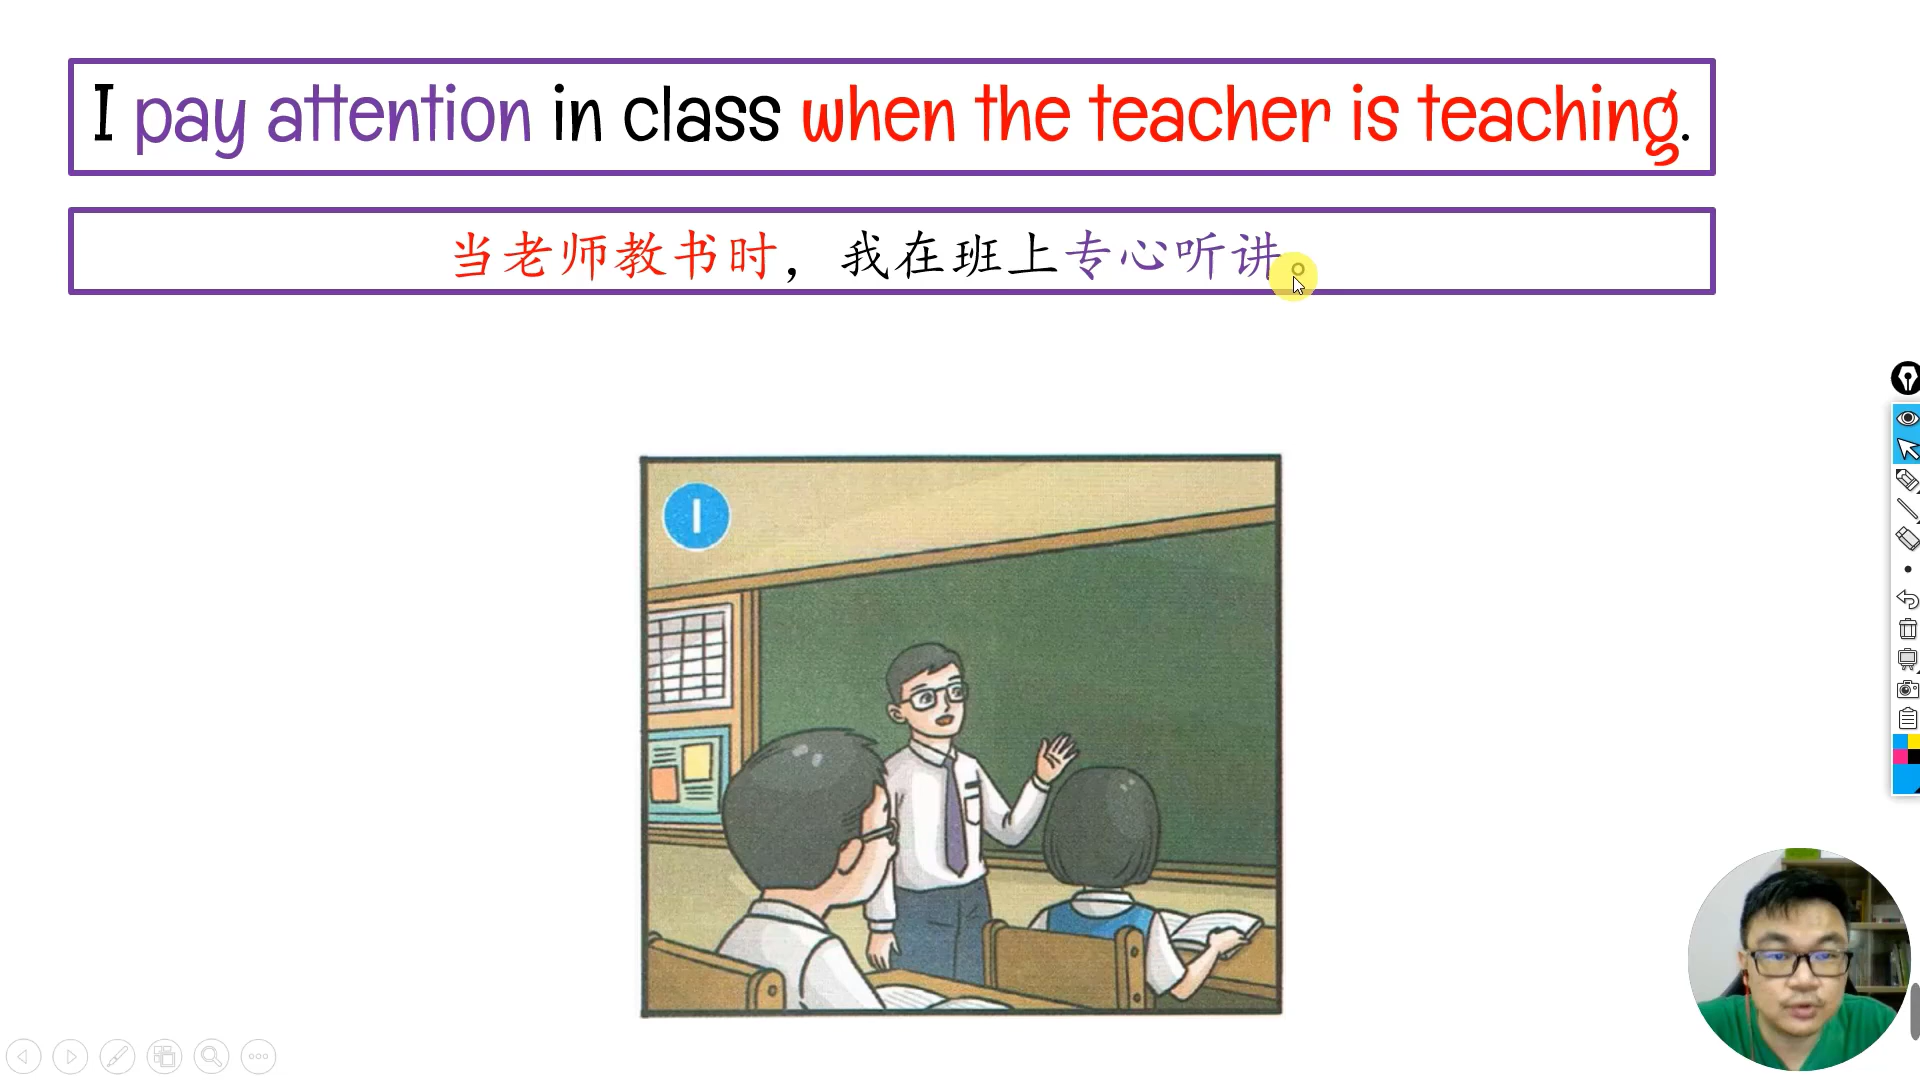 I pay attention in class when the teacher is teaching.
当老师教书时，我在班上专心听讲。
1